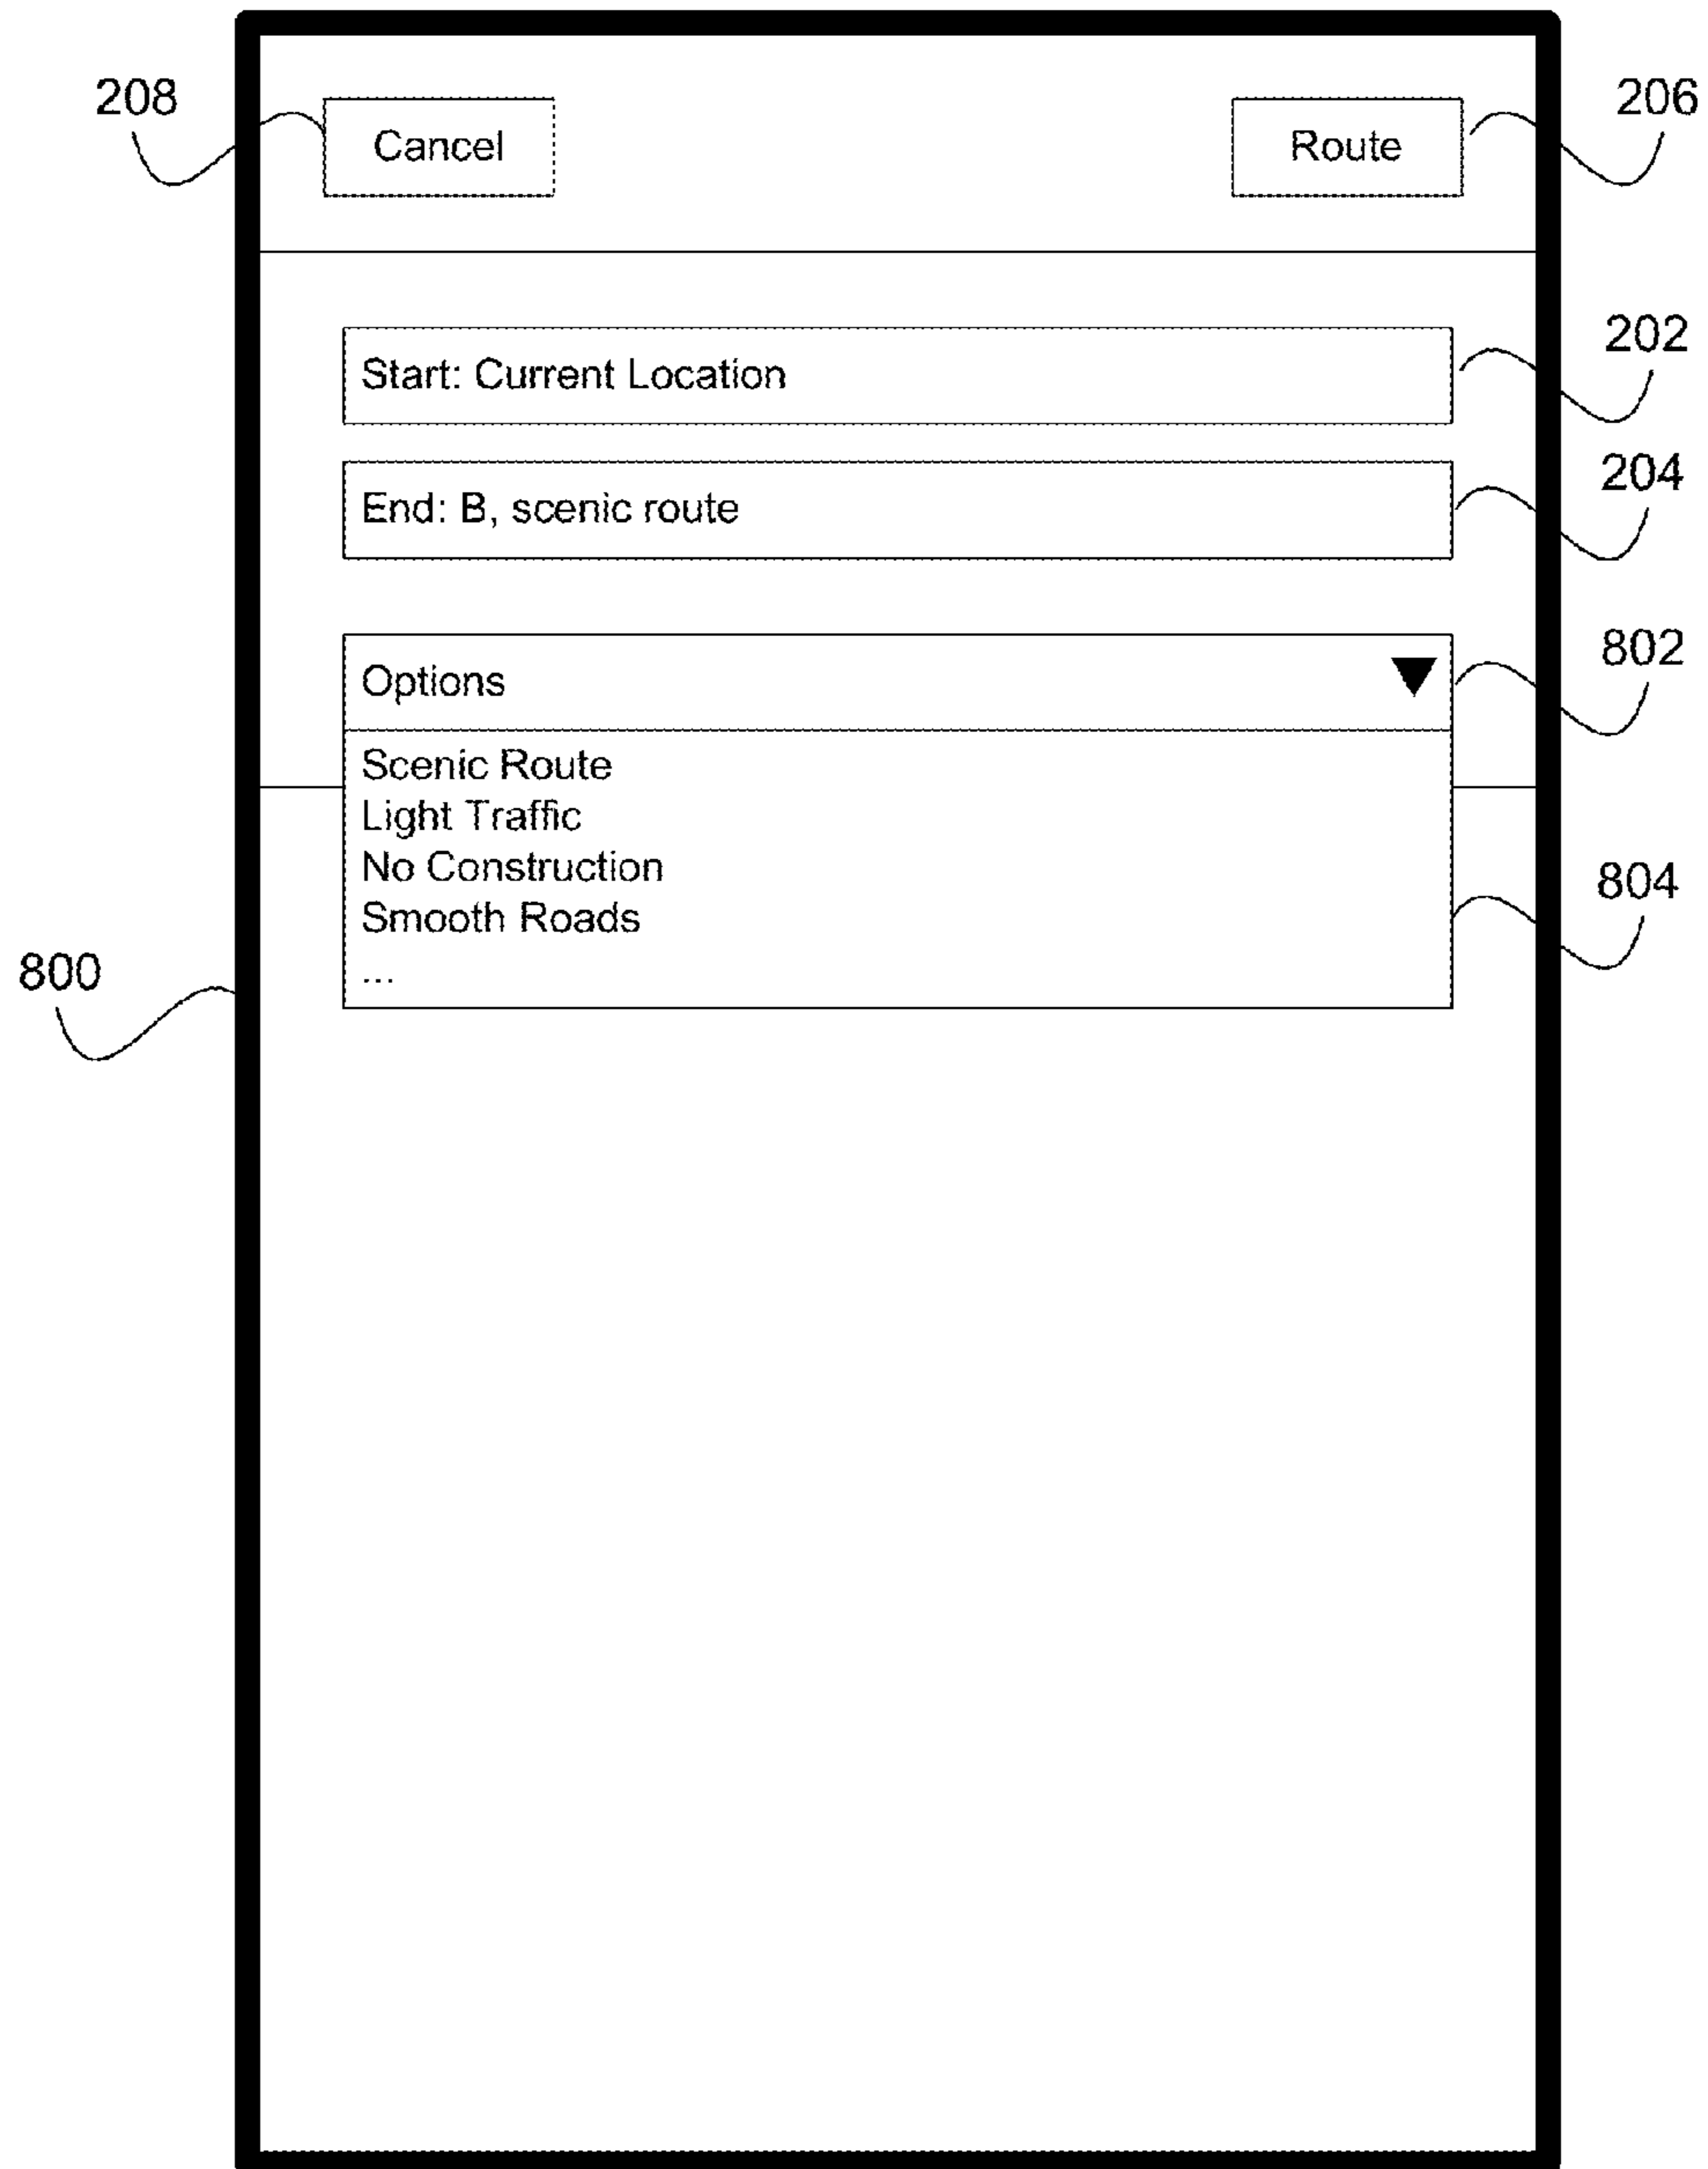 208
Cancel
Route
206
Start: Current Location
202
End: B, scenic route
204
Options
802
Scenic Route
Light Traffic
No Construction
Smooth Roads
...
804
800